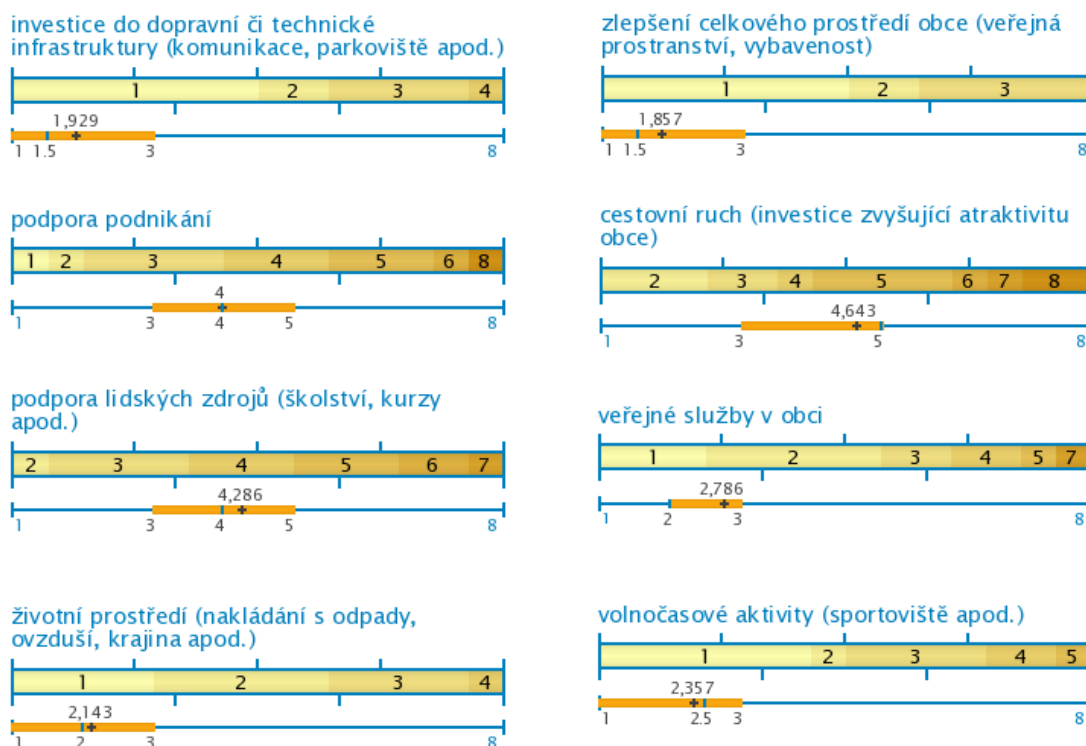 investice do dopravní či technické
infrastruktury (komunikace, parkoviště apod.)
1 2 3 4
1,929
1 1.5 3 8
zlepšení celkového prostředí obce (veřejná
prostranství, vybavenost)
1 2 3
1,857
1 1.5 3 8
podpora podnikání
1 2 3 4 5 6 8
4
1 3 4 5 8
cestovní ruch (investice zvyšující atraktivitu
obce)
2 3 4 5 6 7 8
4,643
1 3 5 8
podpora lidských zdrojů (školství, kurzy
apod.)
2 3 4 5 6 7
4,286
1 3 4 5 8
veřejné služby v obci
1 2 3 4 5 7
2,786
1 2 3 8
životní prostředí (nakládání s odpady,
ovzduší, krajina apod.)
1 2 3 4
2,143
1 2 3 8
volnočasové aktivity (sportoviště apod.)
1 2 3 4 5
2,357
1 2.5 3 8